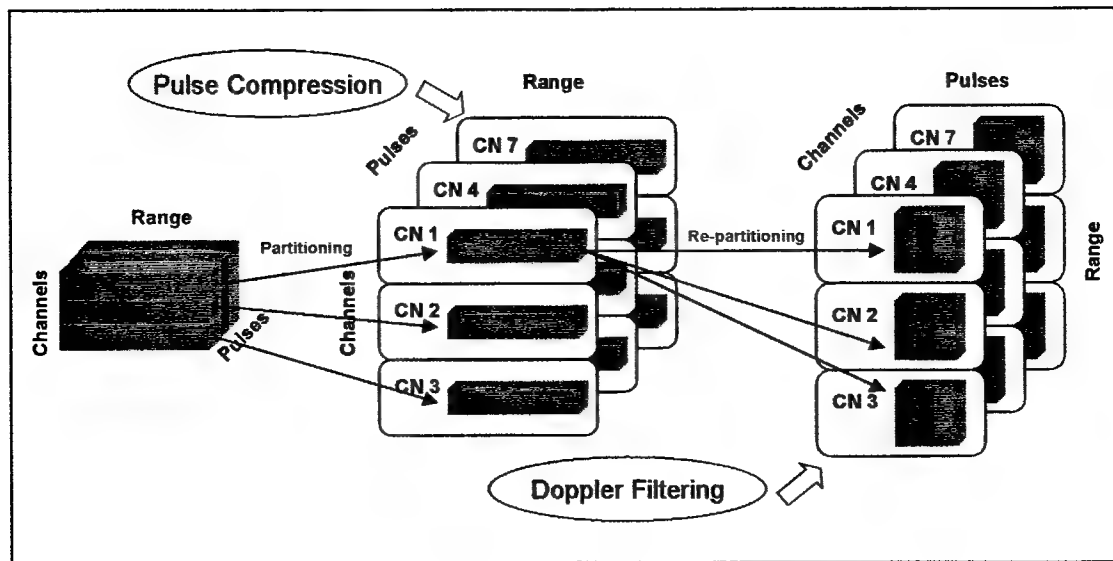 Pulse Compression
Range
Pulses
CN 7
CN 4
CN 1
CN 2
CN 3
Channels
Range
Channels
Pulses
Partitioning
Re-partitioning
Pulses
Channels
CN 7
CN 4
CN 1
CN 2
CN 3
Range
Doppler Filtering